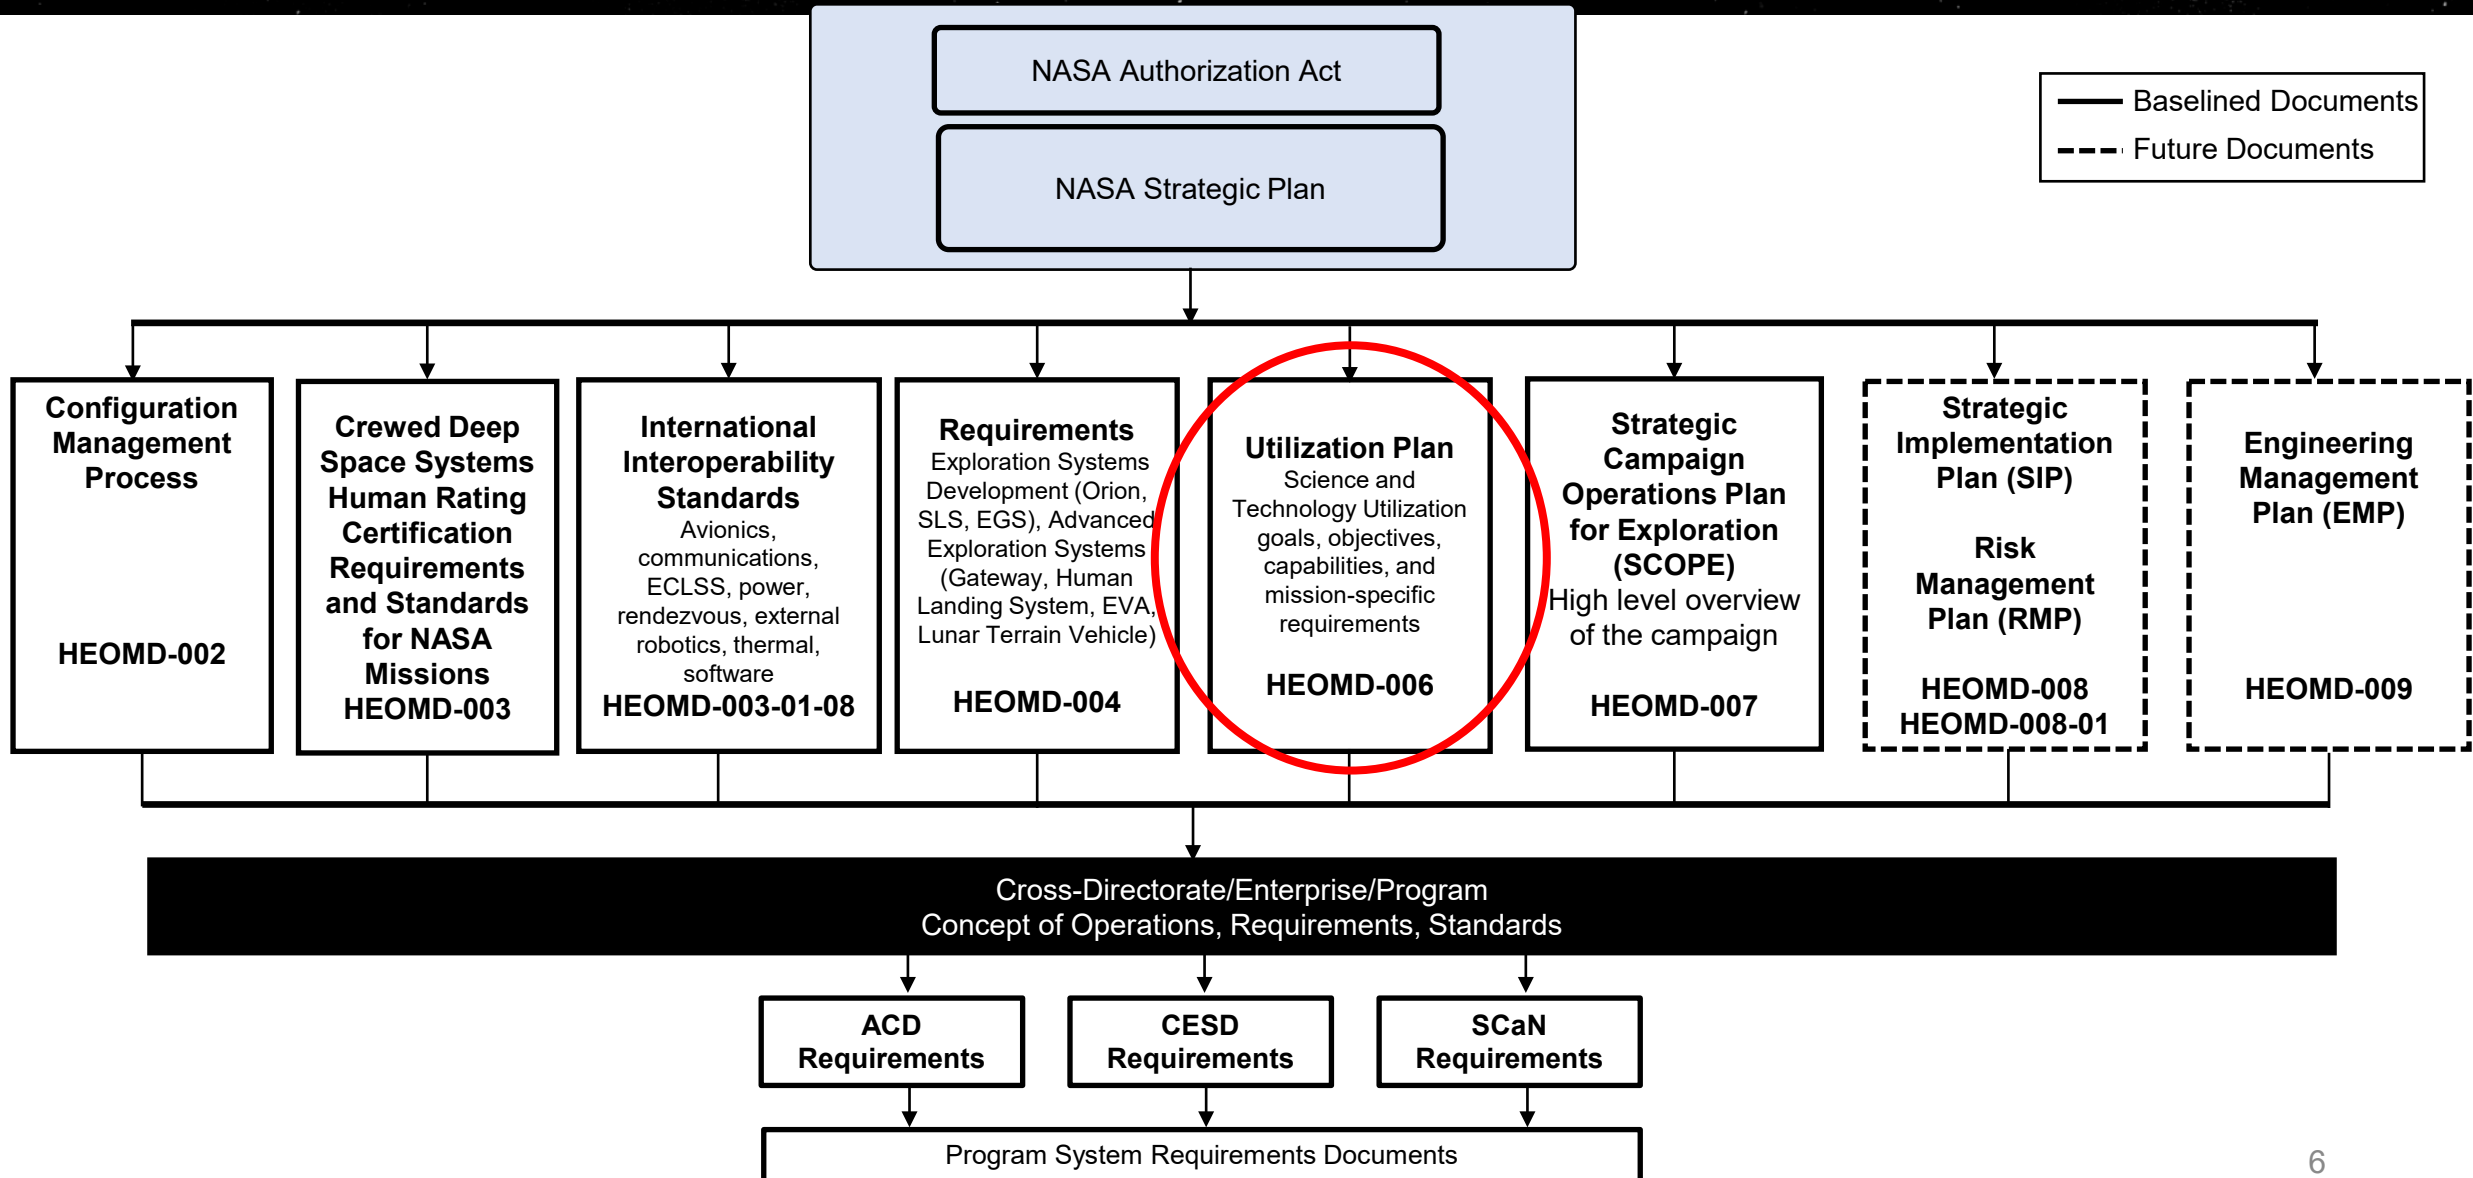 NASA Authorization Act
NASA Strategic Plan
Baselined Documents
Future Documents
Configuration
Management
Process
HEOMD-002
Crewed Deep
Space Systems
Human Rating
Certification
Requirements
and Standards
for NASA
Missions
HEOMD-003
International
Interoperability
Standards
Avionics,
communications,
ECLSS, power,
rendezvous, external
robotics, thermal,
software
HEOMD-003-01-08
Requirements
Exploration Systems
Development (Orion,
SLS, EGS), Advanced
Exploration Systems
(Gateway, Human
Landing System, EVA,
Lunar Terrain Vehicle)
HEOMD-004
Utilization Plan
Science and
Technology Utilization
goals, objectives,
capabilities, and
mission-specific
requirements
HEOMD-006
Strategic
Campaign
Operations Plan
for Exploration
(SCOPE)
High level overview
of the campaign
HEOMD-007
Strategic
Implementation
Plan (SIP)
Risk
Management
Plan (RMP)
HEOMD-008
HEOMD-008-01
Engineering
Management
Plan (EMP)
HEOMD-009
Cross-Directorate/Enterprise/Program
Concept of Operations, Requirements, Standards
ACD
Requirements
CESD
Requirements
SCaN
Requirements
Program System Requirements Documents
6